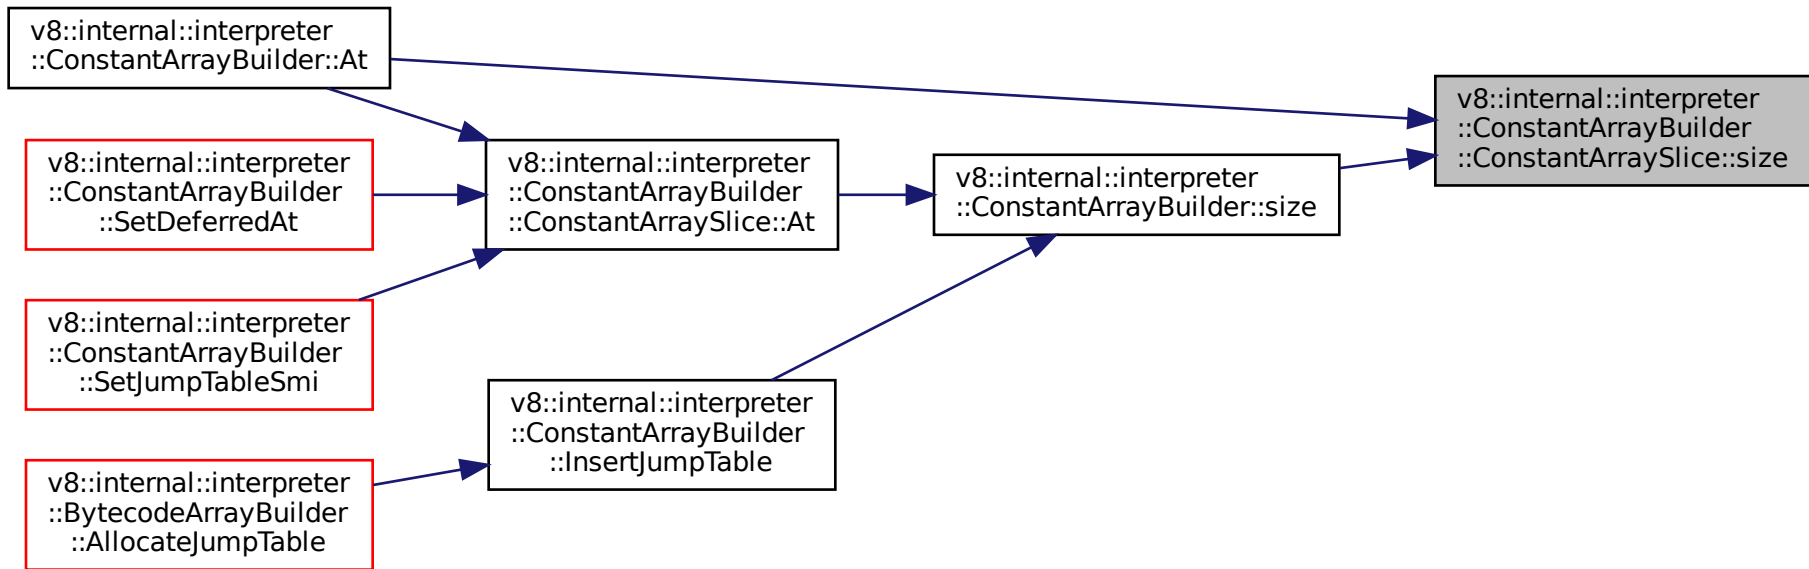 v8::internal::interpreter
::ConstantArrayBuilder::At
v8::internal::interpreter
::ConstantArrayBuilder
::SetDeferredAt
v8::internal::interpreter
::ConstantArrayBuilder
::SetJumpTableSmi
v8::internal::interpreter
::BytecodeArrayBuilder
::AllocateJumpTable
v8::internal::interpreter
::ConstantArrayBuilder
::ConstantArraySlice::At
v8::internal::interpreter
::ConstantArrayBuilder
::InsertJumpTable
v8::internal::interpreter
::ConstantArrayBuilder::size
v8::internal::interpreter
::ConstantArrayBuilder
::ConstantArraySlice::size